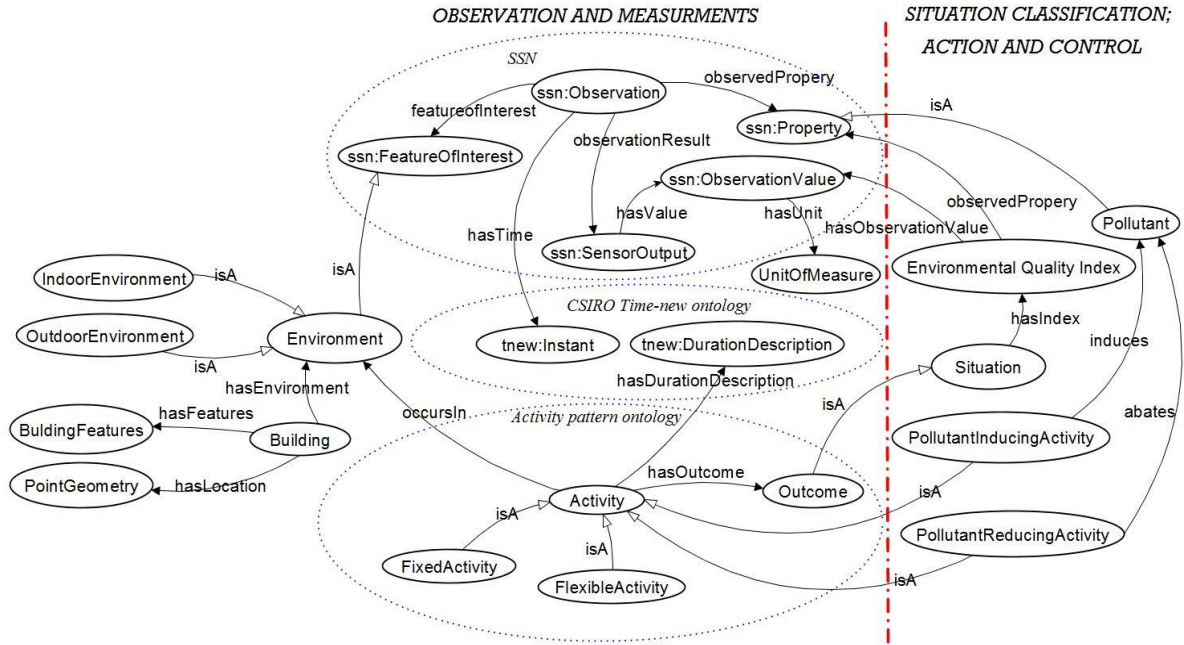 OBSERVATION AND MEASURMENTS
SITUATION CLASSIFICATION;
ACTION AND CONTROL
SSN
ssn:Observation
observedPropery
isA
featureofInterest
ssn:Property
observationResult
ssn:FeatureOfInterest
ssn:ObservationValue
observedPropery
hasValue
hasUnit
hasObservationValue
Pollutant
hasTime
ssn:SensorOutput
UnitOfMeasure
Environmental Quality Index
IndoorEnvironment
isA
isA
CSIRO Time-new ontology
hasIndex
OutdoorEnvironment
Environment
tnew:Instant
tnew:DurationDescription
induces
isA
Situation
hasEnvironment
hasDurationDescription
isA
occursIn
Activity pattern ontology
abates
hasFeatures
BuldingFeatures
Building
PollutantInducingActivity
hasOutcome
PointGeometry
hasLocation
Activity
Outcome
isA
isA
PollutantReducingActivity
isA
FixedActivity
FlexibleActivity
isA